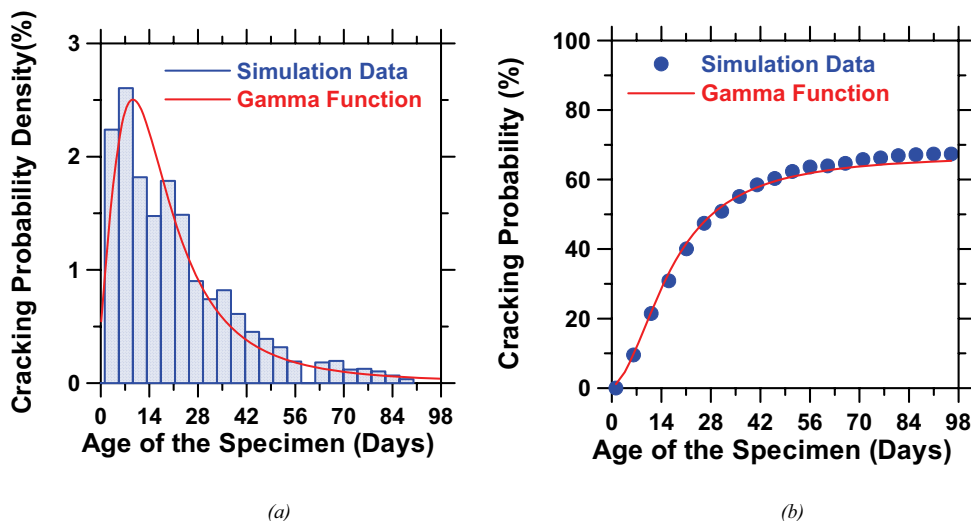 Cracking Probability Density(%)
3
2
1
0
Simulation Data
Gamma Function
0 14 28 42 56 70 84 98
Age of the Specimen (Days)
(a)
Cracking Probability (%)
100
80
60
40
20
0
Simulation Data
Gamma Function
0 14 28 42 56 70 84 98
Age of the Specimen (Days)
(b)